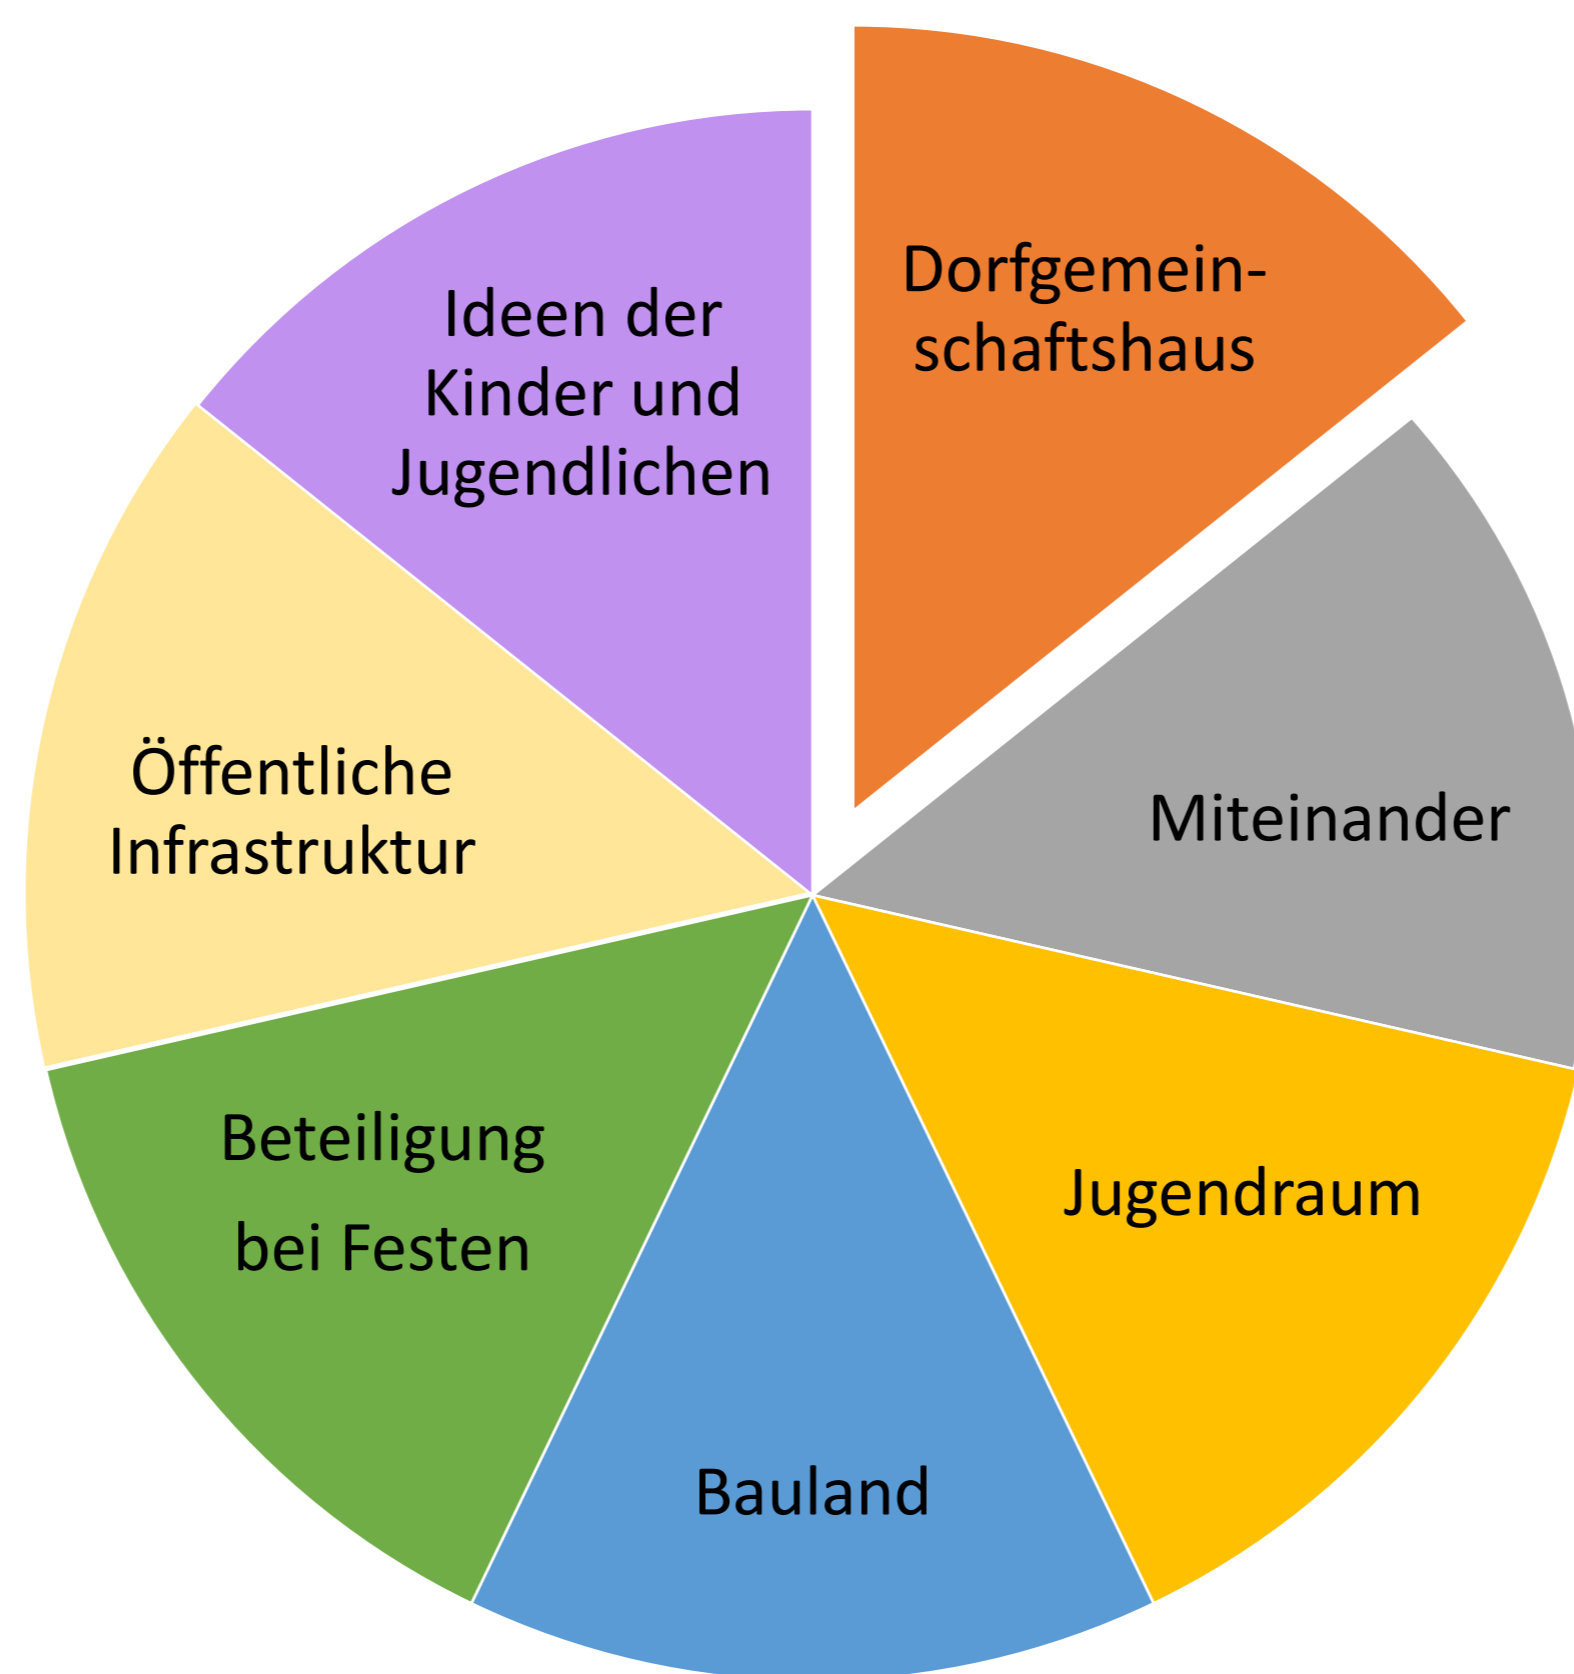 Dorfgemein-
schaftshaus
Ideen der
Kinder und
Jugendlichen
Öffentliche
Infrastruktur
Miteinander
Beteiligung
bei Festen
Jugendraum
Bauland